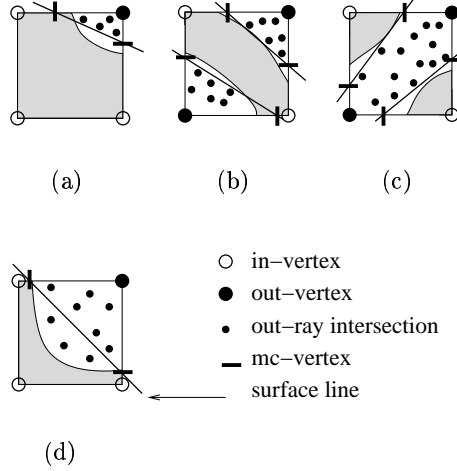 (a) (b) (c)
in−vertex
out−vertex
out−ray intersection
mc−vertex
surface line
(d)